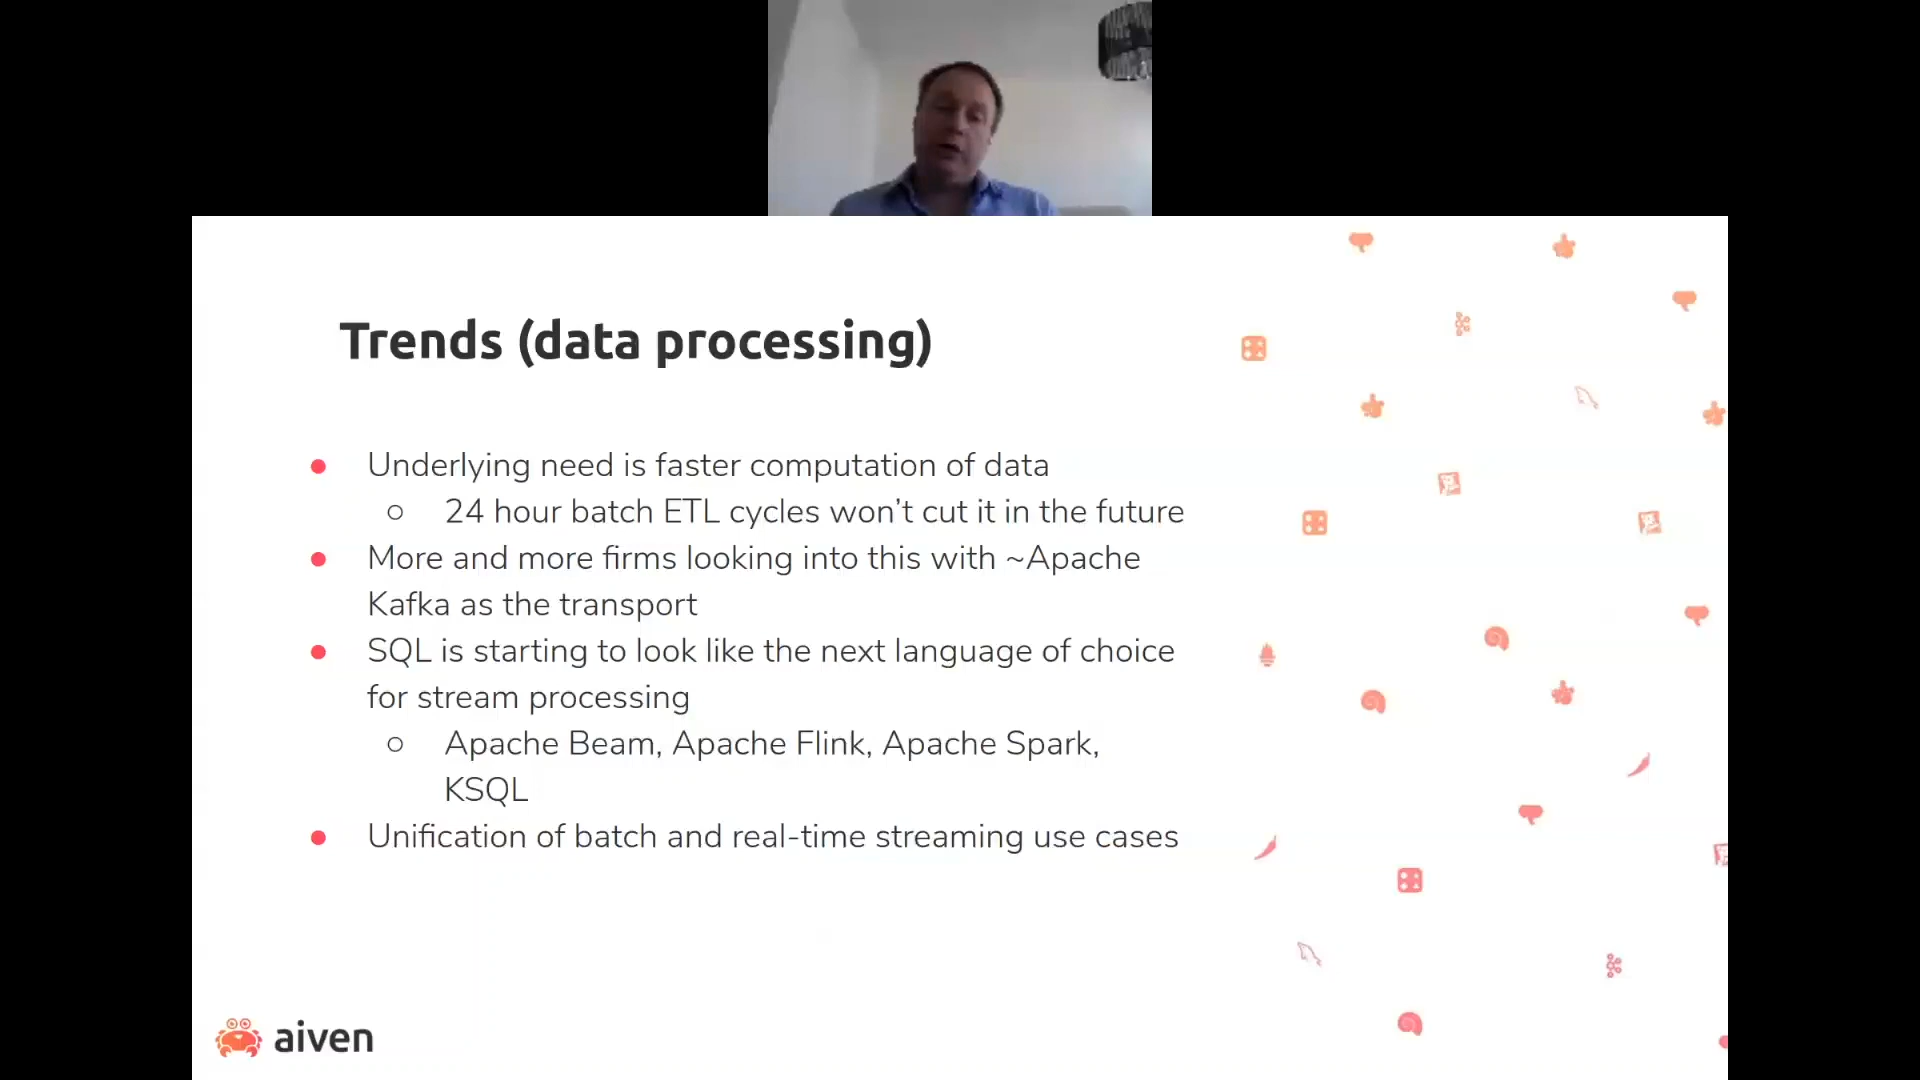 Trends (data processing)
● Underlying need is faster computation of data
○ 24 hour batch ETL cycles won't cut it in the future
● More and more firms looking into this with ~Apache
Kafka as the transport
● SQL is starting to look like the next language of choice
for stream processing
○ Apache Beam, Apache Flink, Apache Spark,
KSQL
● Unification of batch and real-time streaming use cases
aiven